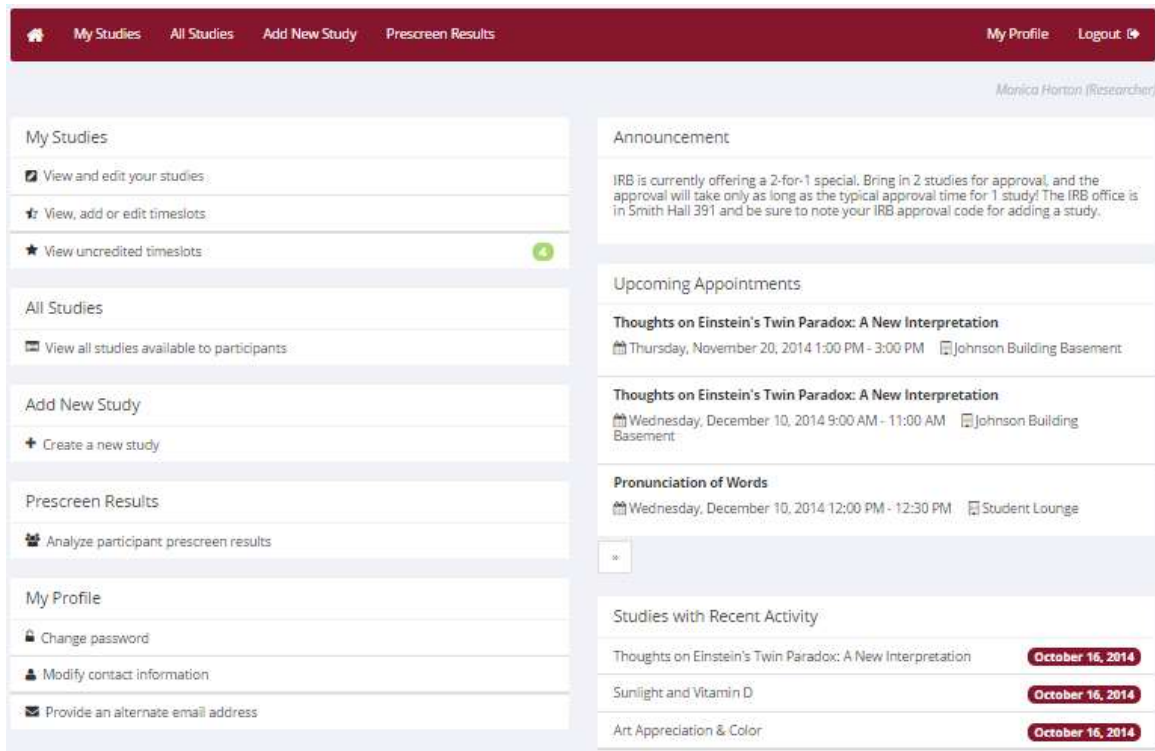 My Studies All Studies Add New Study Prescreen Results My Profile Logout
Monica Horton (Researcher)
My Studies
View and edit your studies
View, add or edit timeslots
View uncredited timeslots 4
All Studies
View all studies available to participants
Add New Study
Create a new study
Prescreen Results
Analyze participant prescreen results
My Profile
Change password
Modify contact information
Provide an alternate email address
Announcement
IRB is currently offering a 2-for-1 special. Bring in 2 studies for approval, and the
approval will take only as long as the typical approval time for 1 study! The IRB office is
in Smith Hall 391 and be sure to note your IRB approval code for adding a study.
Upcoming Appointments
Thoughts on Einstein's Twin Paradox: A New Interpretation
Thursday, November 20, 2014 1:00 PM - 3:00 PM Johnson Building Basement
Thoughts on Einstein's Twin Paradox: A New Interpretation
Wednesday, December 10, 2014 9:00 AM - 11:00 AM Johnson Building
Basement
Pronunciation of Words
Wednesday, December 10, 2014 12:00 PM - 12:30 PM Student Lounge
»
Studies with Recent Activity
Thoughts on Einstein's Twin Paradox: A New Interpretation October 16, 2014
Sunlight and Vitamin D October 16, 2014
Art Appreciation & Color October 16, 2014